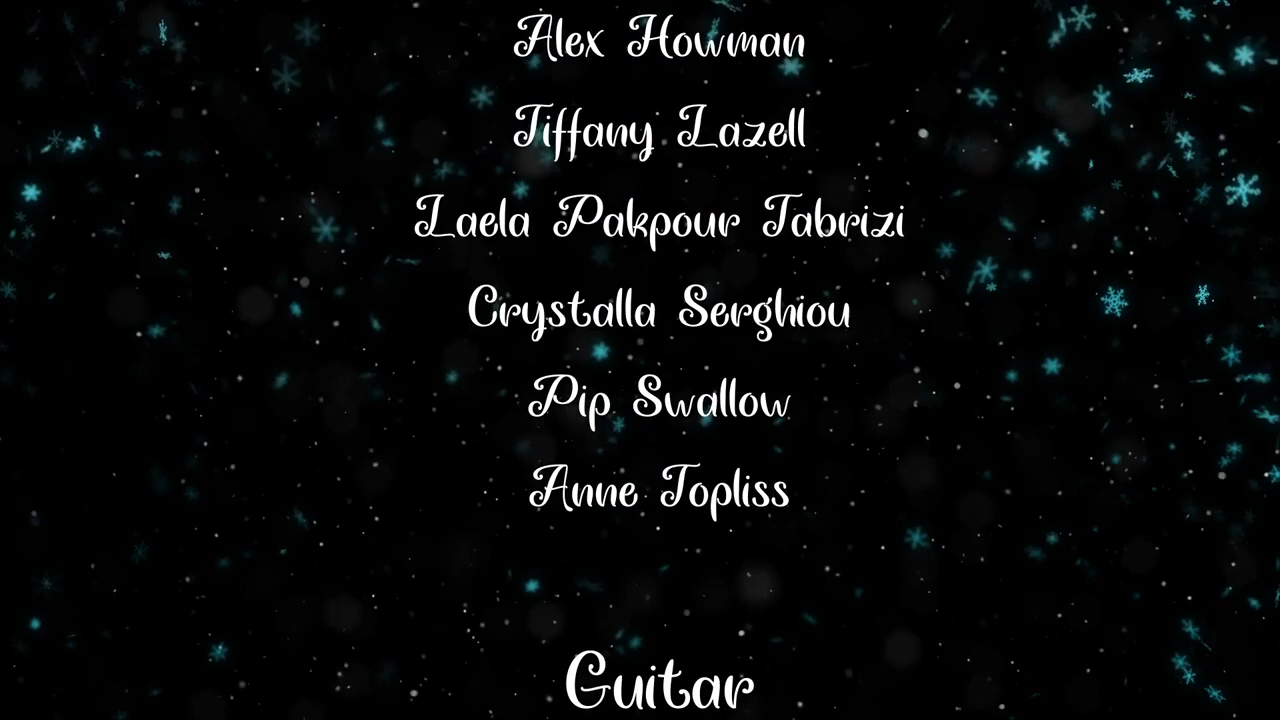 Alex Howman
Tiffany Lazell
Laela Pakpour Tabrizi
Crystalla Serghiou
Pip Swallow
Anne Topliss
Guitar